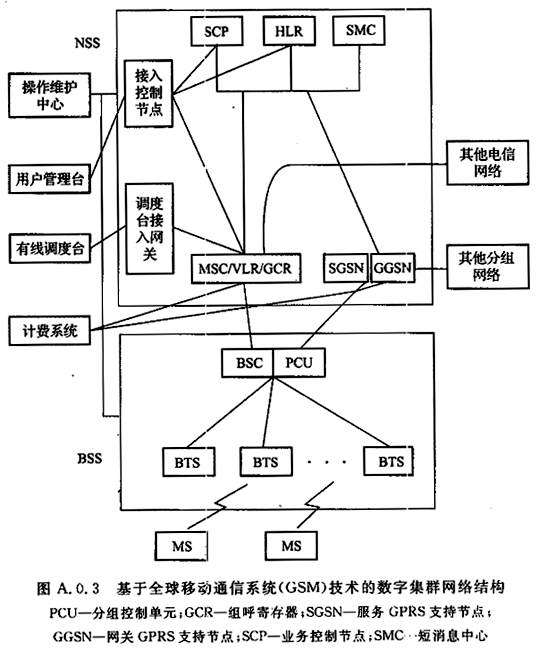 SCP
HLR
SMC
NSS
接入
控制
节点
操作维护
中心
用户管理台
其他电信
网络
调度
台接
入网
关
有线调度台
MSC/VLR/GCR
SGSN
GGSN
其他分组
网络
计费系统
BSC
PCU
BSS
BTS
BTS
· · · ·
BTS
MS
MS
图 A.0.3 基于全球移动通信系统(GSM)技术的数字集群网络结构
PCU—分组控制单元;GCR—组呼寄存器;SGSN—服务 GPRS 支持节点;
GGSN—网关 GPRS 支持节点;SCP—业务控制节点;SMC··短消息中心